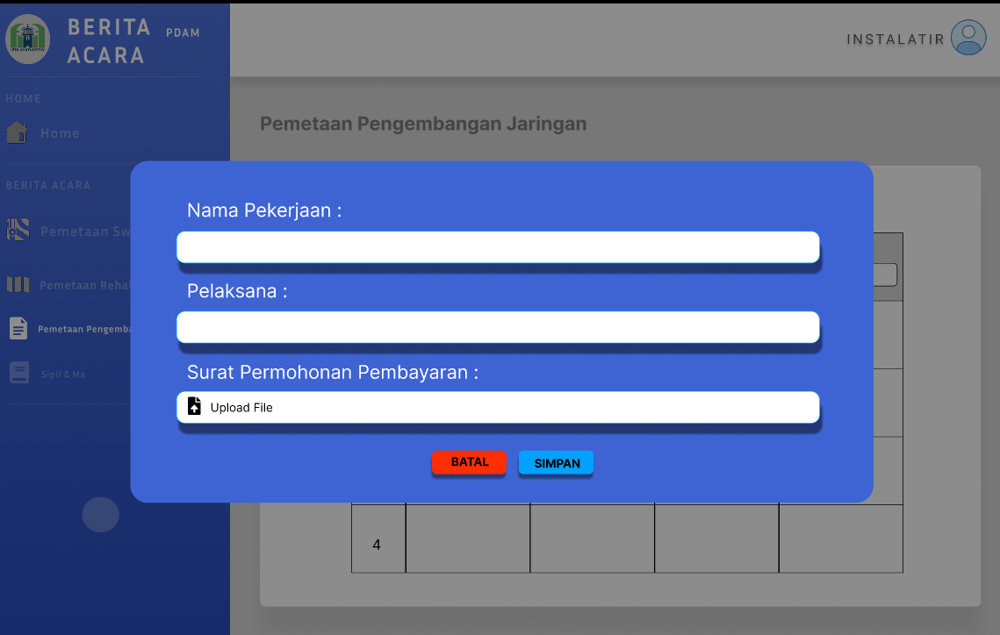 BERITA
ACARA
PDAM
INSTALATIR
HOME
Home
BERITA ACARA
Pemetaan Sw
Pemetaan Reha
Pemetaan Pengemba
Sipil & Me
Pemetaan Pengembangan Jaringan
Nama Pekerjaan :
Pelaksana :
Surat Permohonan Pembayaran :
Upload File
BATAL
SIMPAN
4